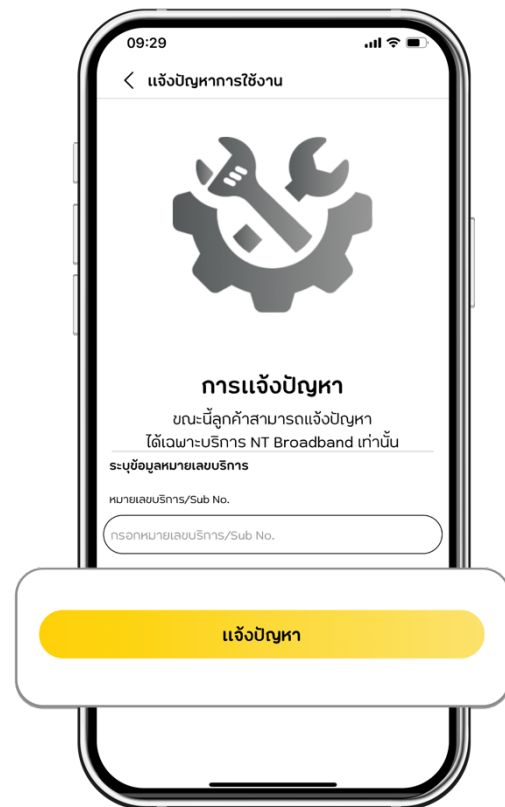 09:29
แจ้งปัญหาการใช้งาน
การแจ้งปัญหา
ขณะนี้ลูกค้าสามารถแจ้งปัญหา
ได้เฉพาะบริการ NT Broadband เท่านั้น
ระบุข้อมูลหมายเลขบริการ
หมายเลขบริการ/Sub No.
กรอกหมายเลขบริการ/Sub No.
แจ้งปัญหา